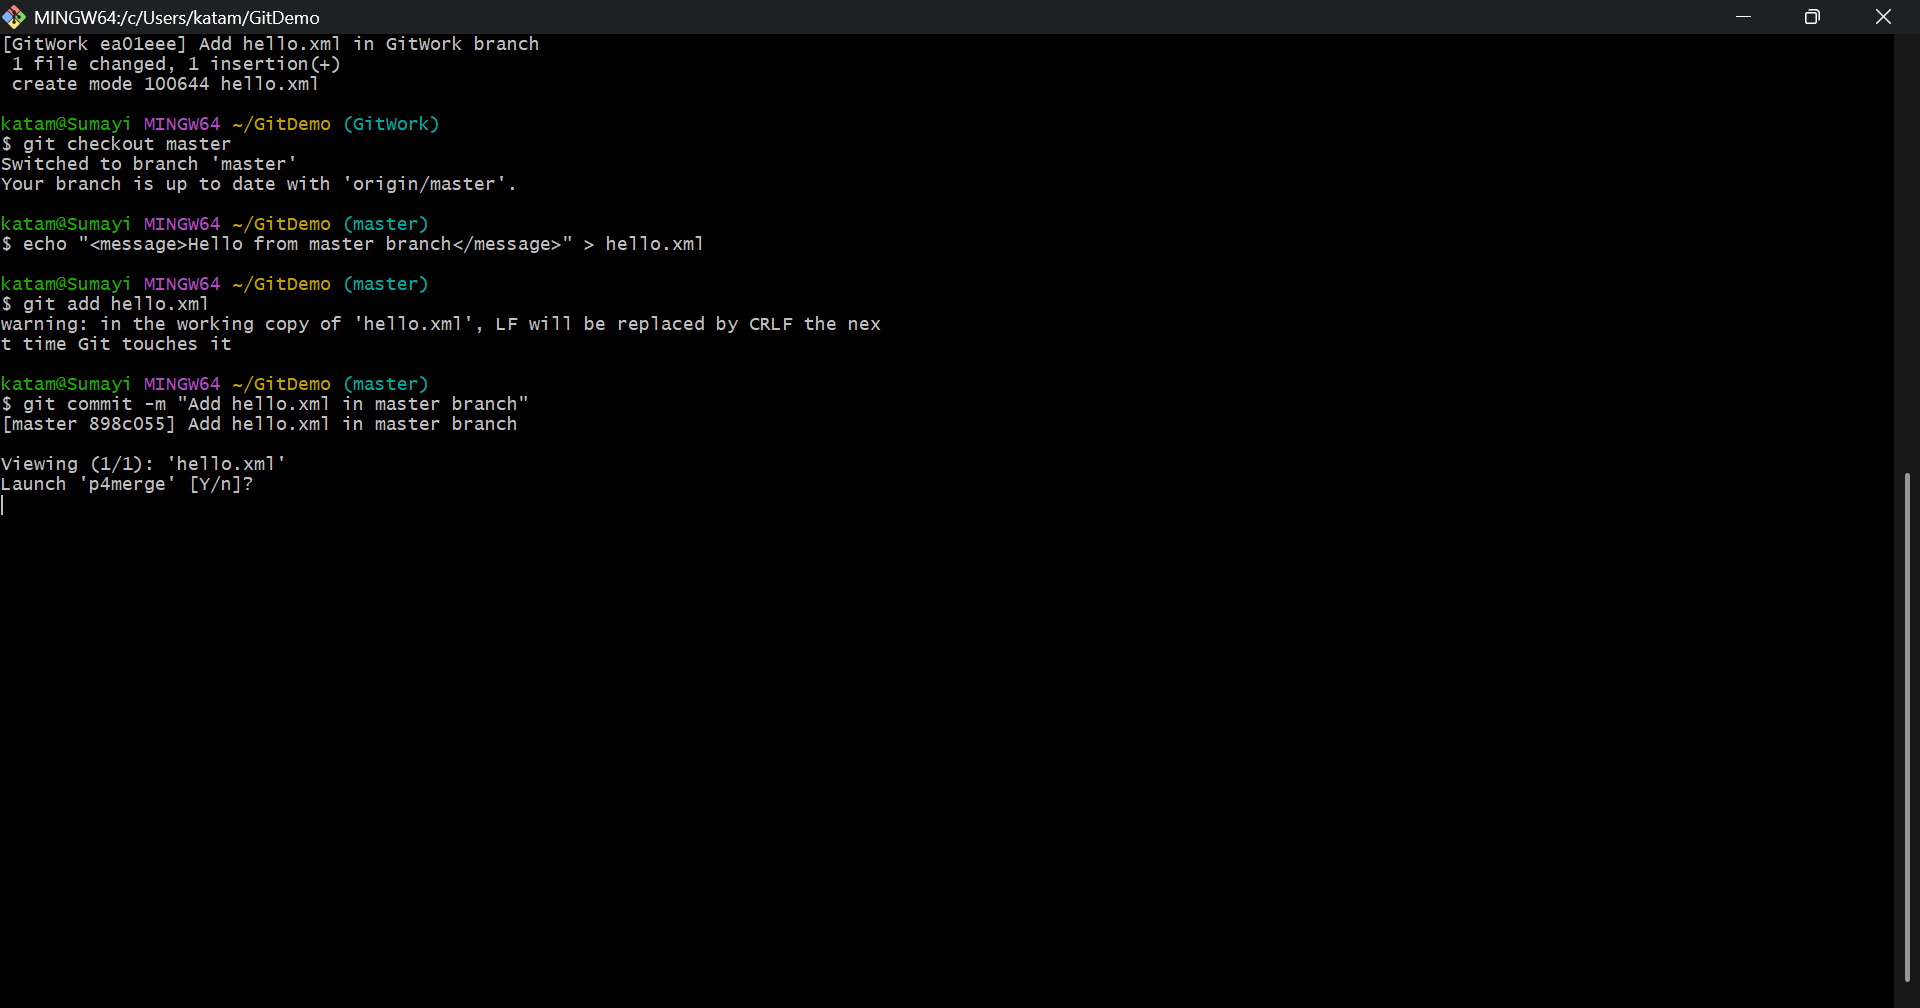 MINGW64:/c/Users/katam/GitDemo
[GitWork ea01eee] Add hello.xml in GitWork branch
 1 file changed, 1 insertion(+)
 create mode 100644 hello.xml
katam@Sumayi MINGW64 ~/GitDemo (GitWork)
$ git checkout master
Switched to branch 'master'
Your branch is up to date with 'origin/master'.
katam@Sumayi MINGW64 ~/GitDemo (master)
$ echo "<message>Hello from master branch</message>" > hello.xml
katam@Sumayi MINGW64 ~/GitDemo (master)
$ git add hello.xml
warning: in the working copy of 'hello.xml', LF will be replaced by CRLF the nex
t time Git touches it
katam@Sumayi MINGW64 ~/GitDemo (master)
$ git commit -m "Add hello.xml in master branch"
[master 898c055] Add hello.xml in master branch
Viewing (1/1): 'hello.xml'
Launch 'p4merge' [Y/n]?